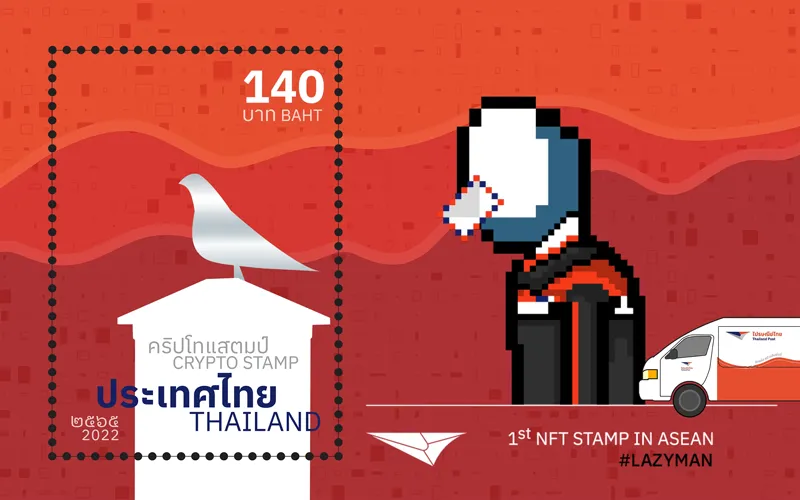 140
บาท BAHT
คริปโทแสตมป์
CRYPTO STAMP
ประเทศไทย
THAILAND
๒๕๖๕
2022
ไปรษณีย์ไทย
Thailand Post
1st NFT STAMP IN ASEAN
#LAZYMAN